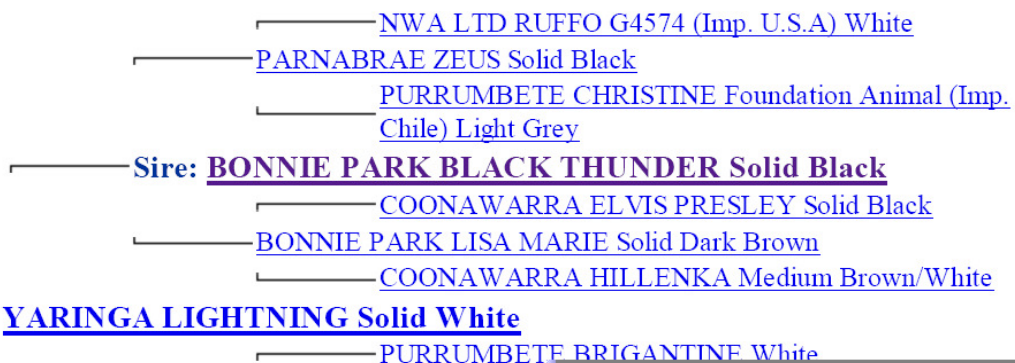 NWA LTD RUFFO G4574 (Imp. U.S.A) White
PARNABRAE ZEUS Solid Black
PURRUMBETE CHRISTINE Foundation Animal (Imp.
Chile) Light Grey
Sire: BONNIE PARK BLACK THUNDER Solid Black
COONAWARRA ELVIS PRESLEY Solid Black
BONNIE PARK LISA MARIE Solid Dark Brown
COONAWARRA HILLENKA Medium Brown/White
YARINGA LIGHTNING Solid White
PURRUMBETE BRIGANTINE White